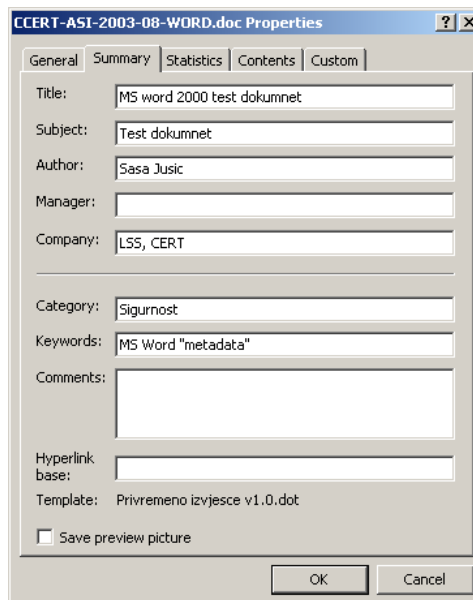 CCERT-ASI-2003-08-WORD.doc Properties ? x
General Summary Statistics Contents Custom
Title: MS word 2000 test dokumnet
Subject: Test dokumnet
Author: Sasa Jusic
Manager:
Company: LSS, CERT
Category: Sigurnost
Keywords: MS Word "metadata"
Comments:
Hyperlink
base:
Template: Privremeno izvjesce v1.0.dot
Save preview picture
OK Cancel